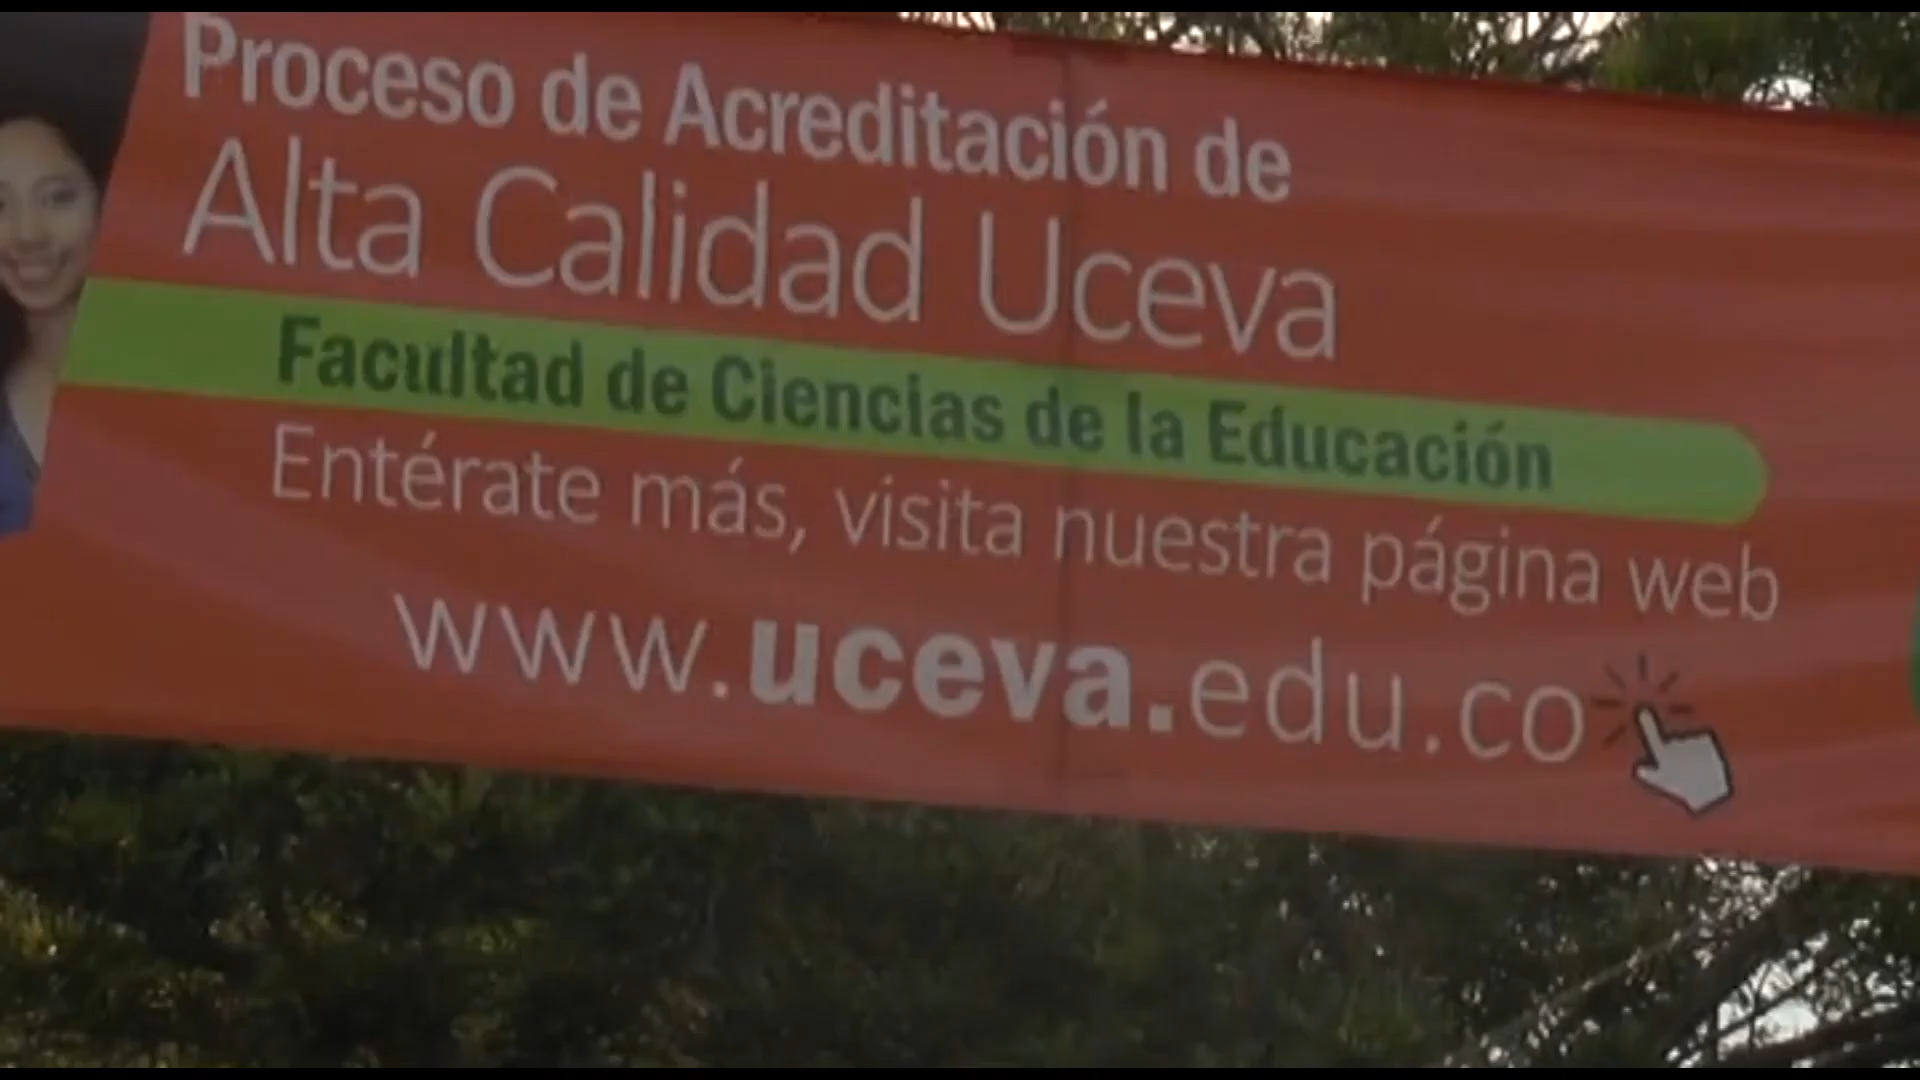 Proceso de Acreditación de
Alta Calidad Uceva
Facultad de Ciencias de la Educación
Entérate más, visita nuestra página web
www.uceva.edu.co